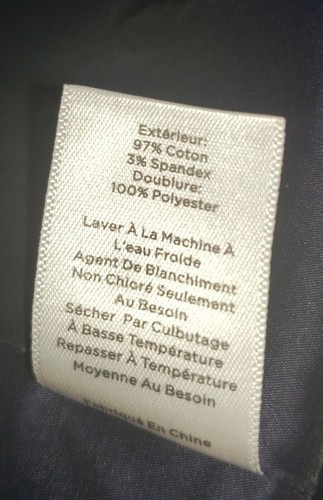 Extérieur:
97% Coton
3% Spandex
Doublure:
100% Polyester
Laver À La Machine À
L'eau Froide
Agent De Blanchiment
Non Chloré Seulement
Au Besoin
Sécher Par Culbutage
À Basse Température
Repasser À Température
Moyenne Au Besoin
Fabriqué En Chine